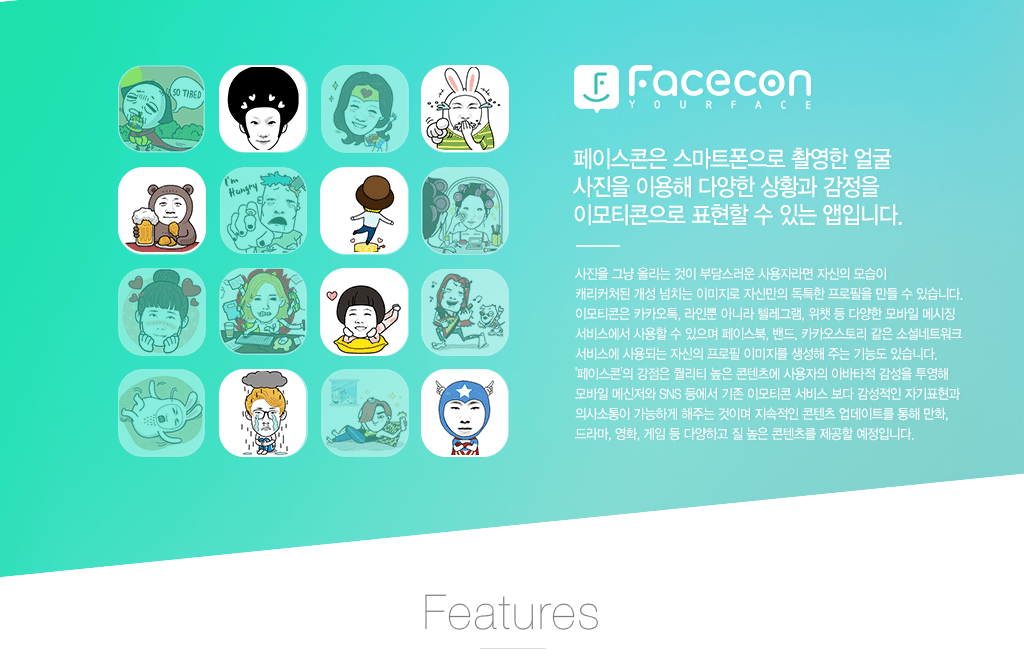 SO TIRED
I'm
Hungry
Facecon
YOUR FACE
페이스콘은 스마트폰으로 촬영한 얼굴
사진을 이용해 다양한 상황과 감정을
이모티콘으로 표현할 수 있는 앱입니다.
사진을 그냥 올리는 것이 부담스러운 사용자라면 자신의 모습이
캐리커처된 개성 넘치는 이미지로 자신만의 독특한 프로필을 만들 수 있습니다.
이모티콘은 카카오톡, 라인뿐 아니라 텔레그램, 위챗 등 다양한 모바일 메시징
서비스에서 사용할 수 있으며 페이스북, 밴드, 카카오스토리 같은 소셜네트워크
서비스에 사용되는 자신의 프로필 이미지를 생성해 주는 기능도 있습니다.
'페이스콘'의 강점은 퀄리티 높은 콘텐츠에 사용자의 아바타적 감성을 투영해
모바일 메신저와 SNS 등에서 기존 이모티콘 서비스 보다 감성적인 자기표현과
의사소통이 가능하게 해주는 것이며 지속적인 콘텐츠 업데이트를 통해 만화,
드라마, 영화, 게임 등 다양하고 질 높은 콘텐츠를 제공할 예정입니다.
Features